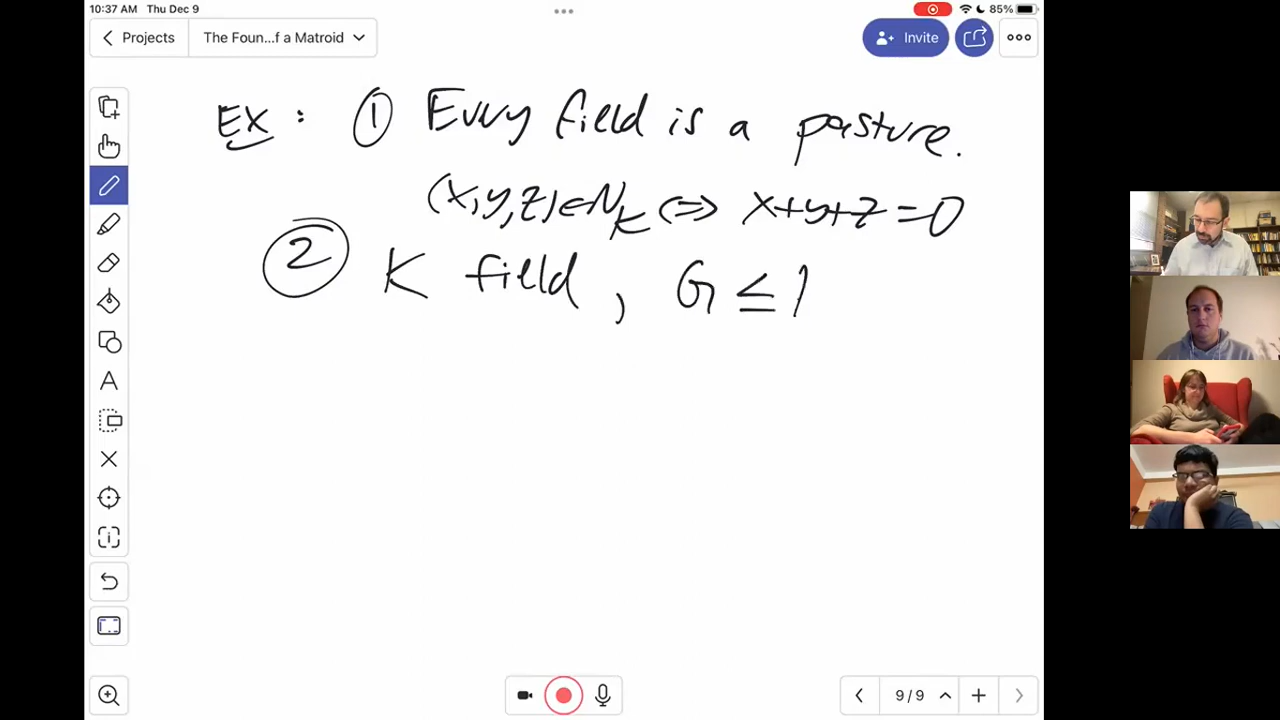 10:37 AM Thu Dec 9
85%
Projects
The Foun...f a Matroid
Invite
Ex : ① Every field is a pasture.
(x,y,z) ∈ N_K ⇔ x+y+z=0
② K field, G ≤
A
9/9